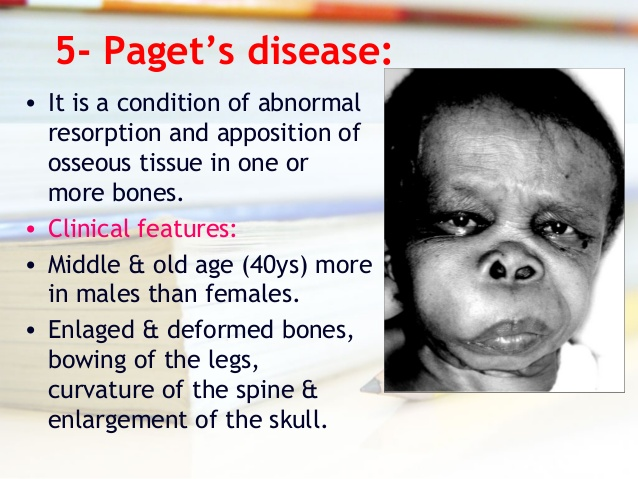 5- Paget’s disease:
• It is a condition of abnormal
resorption and apposition of
osseous tissue in one or
more bones.
• Clinical features:
• Middle & old age (40ys) more
in males than females.
• Enlaged & deformed bones,
bowing of the legs,
curvature of the spine &
enlargement of the skull.